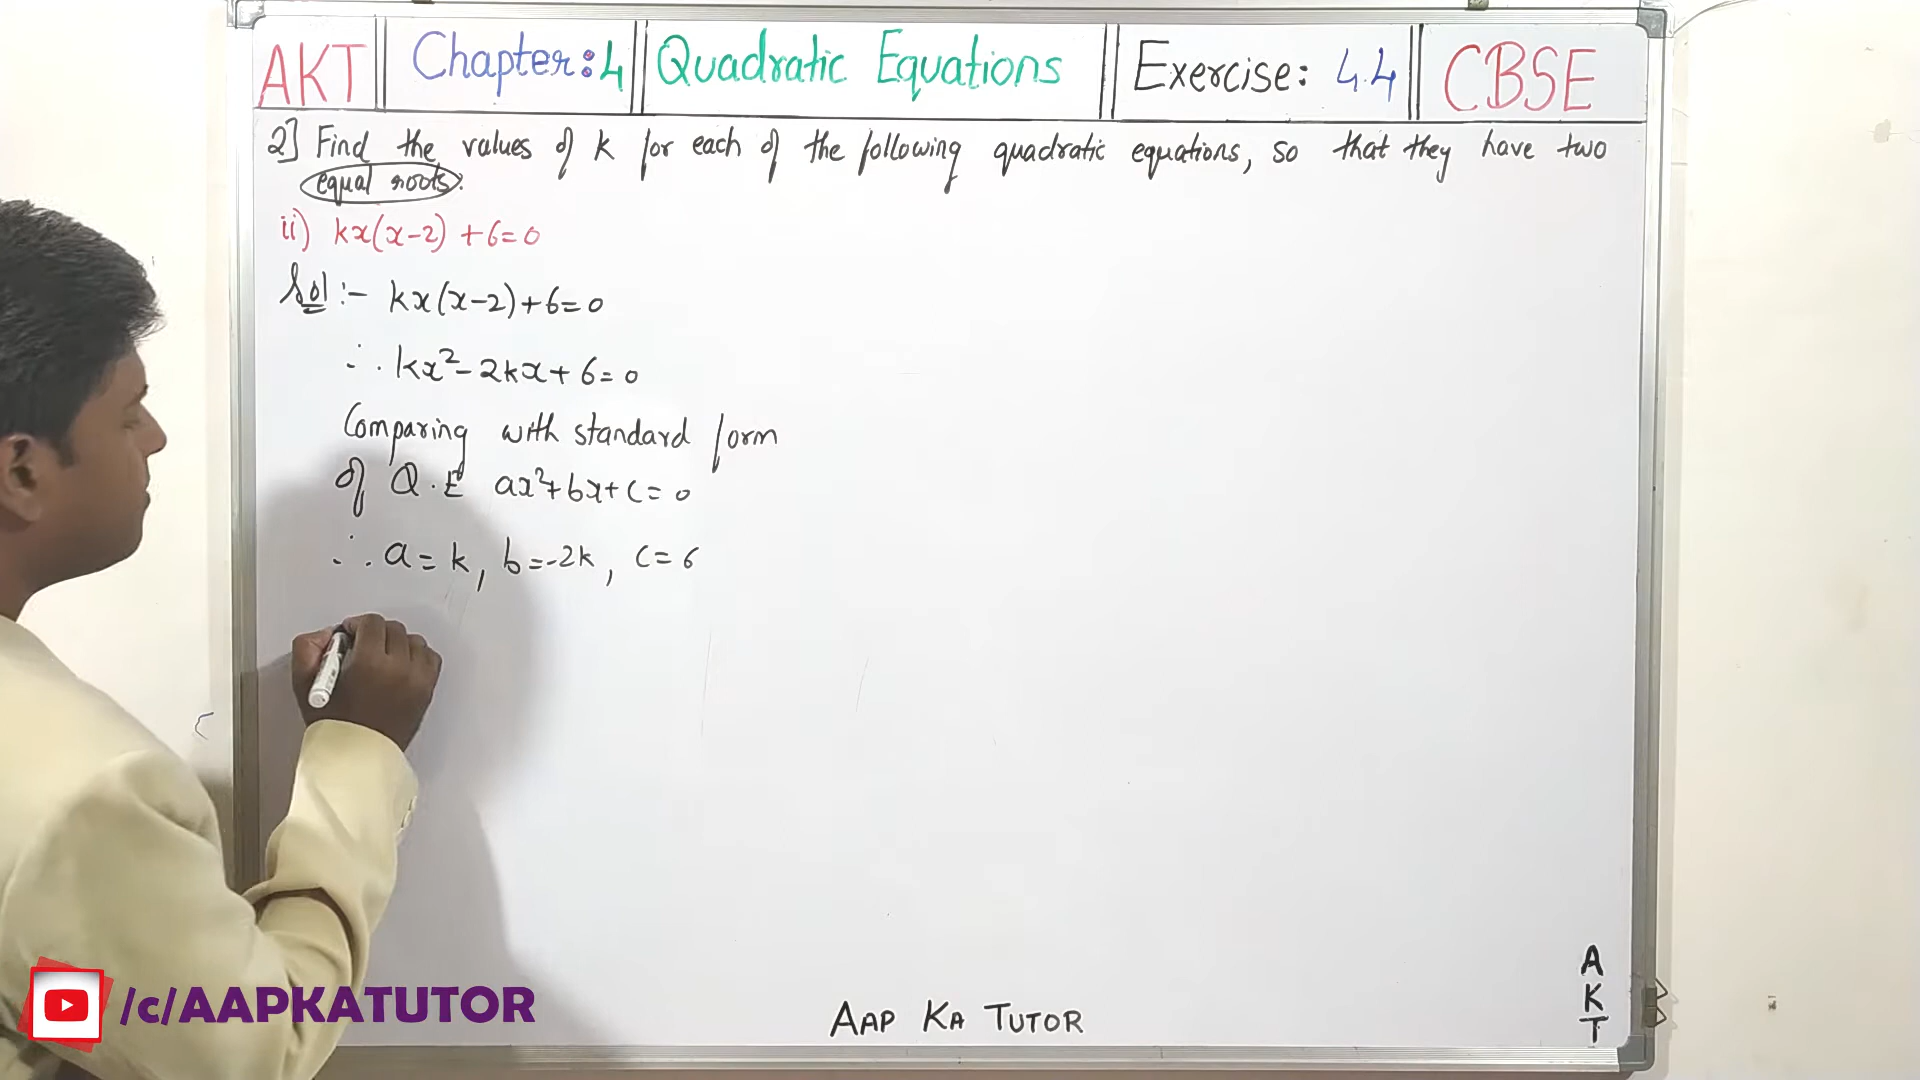 AKT Chapter:4 Quadratic Equations Exercise: 4.4 CBSE
2] Find the values of k for each of the following quadratic equations, so that they have two
equal roots:
ii) kx(x-2) +6=0
Sol:- kx(x-2)+6=0
∴ kx²-2kx+6=0
Comparing with standard form
of Q.E ax²+bx+c=0
∴ a=k, b=-2k, c=6
/c/AAPKATUTOR
AAP KA TUTOR
A
K
T